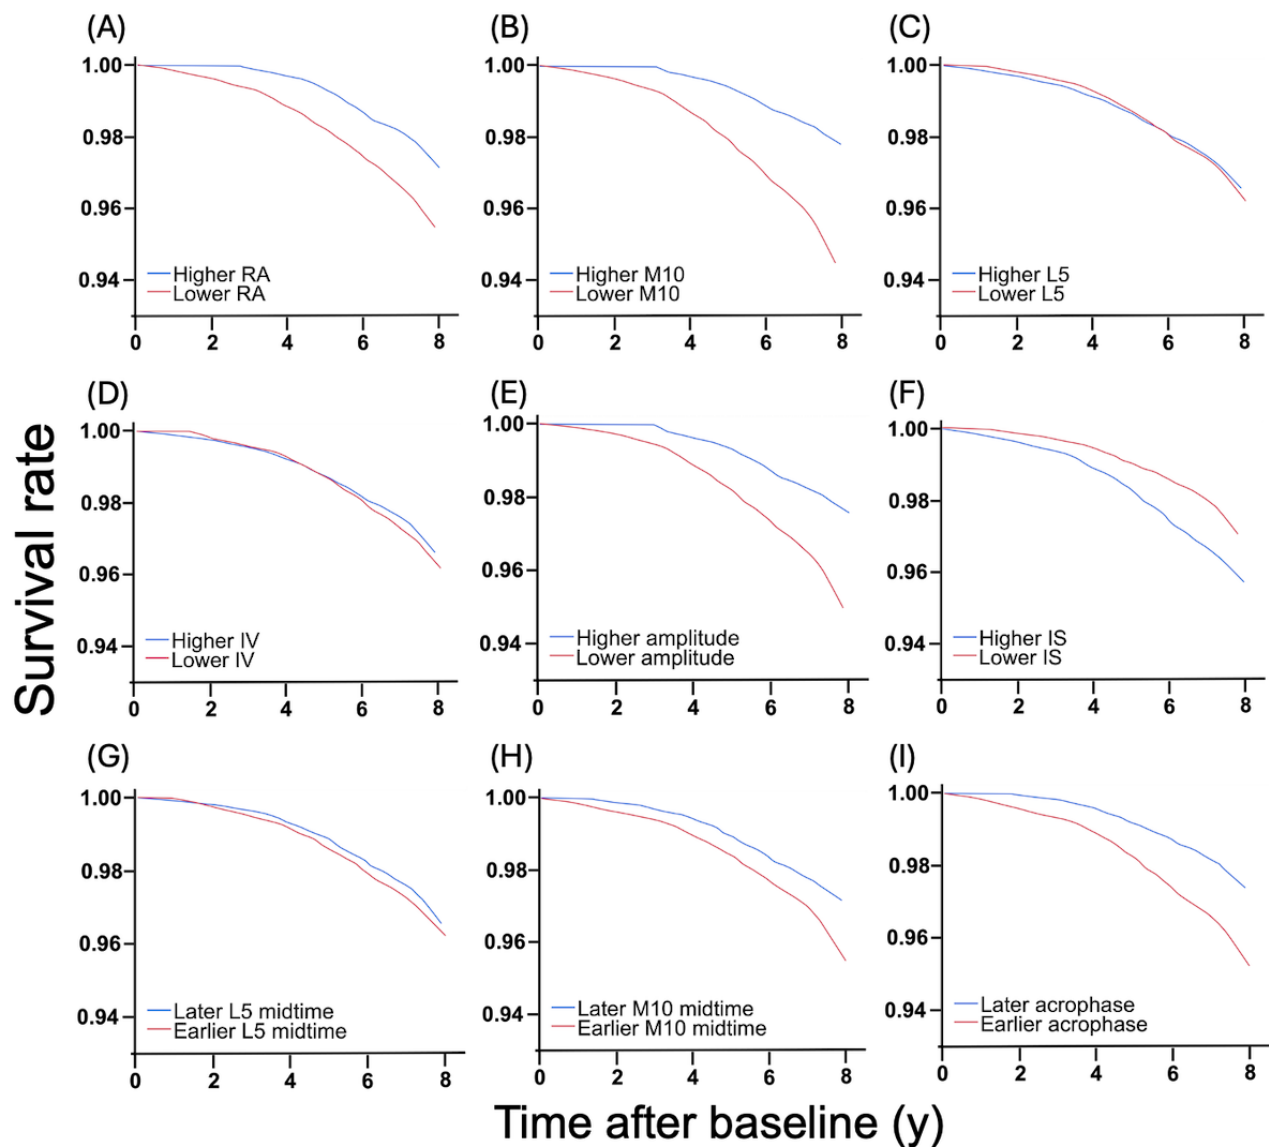 (A)
1.00
0.98
0.96
0.94
Higher RA
Lower RA
0 2 4 6 8
(B)
1.00
0.98
0.96
0.94
Higher M10
Lower M10
0 2 4 6 8
(C)
1.00
0.98
0.96
0.94
Higher L5
Lower L5
0 2 4 6 8
Survival rate
(D)
1.00
0.98
0.96
0.94
Higher IV
Lower IV
0 2 4 6 8
(E)
1.00
0.98
0.96
0.94
Higher amplitude
Lower amplitude
0 2 4 6 8
(F)
1.00
0.98
0.96
0.94
Higher IS
Lower IS
0 2 4 6 8
(G)
1.00
0.98
0.96
0.94
Later L5 midtime
Earlier L5 midtime
0 2 4 6 8
(H)
1.00
0.98
0.96
0.94
Later M10 midtime
Earlier M10 midtime
0 2 4 6 8
(I)
1.00
0.98
0.96
0.94
Later acrophase
Earlier acrophase
0 2 4 6 8
Time after baseline (y)